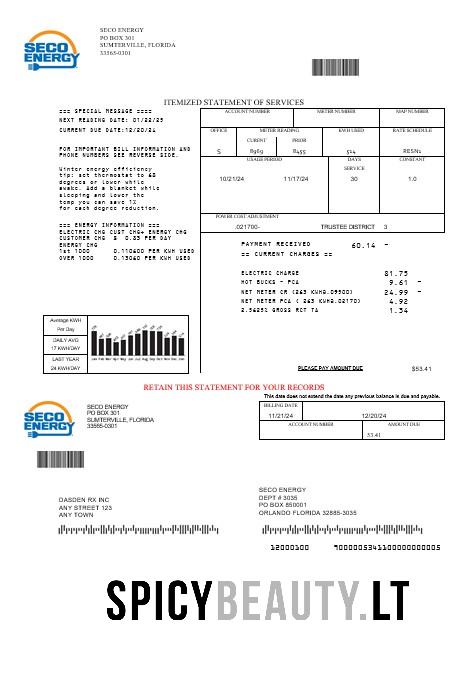 SECO
ENERGY
SECO ENERGY
PO BOX 301
SUMTERVILLE, FLORIDA
33565-0301
ITEMIZED STATEMENT OF SERVICES
=== SPECIAL MESSAGE ====
NEXT READING DATE: 01/22/25
CURRENT DUE DATE:12/20/24
FOR IMPORTANT BILL INFORMATION AND
PHONE NUMBERS SEE REVERSE SIDE.
Winter energy efficiency
tip: set thermostat to 68
degrees or lower while
awake. Add a blanket while
sleeping and lower the
temp you can save 1%
for each degree reduction.
=== ENERGY INFORMATION ===
ELECTRIC CHG CUST CHG+ ENERGY CHG
CUSTOMER CHG $ 0.83 PER DAY
ENERGY CHG
1st 1000 0.110600 PER KWH USED
OVER 1000 0.13060 PER KWH USED
ACCOUNT NUMBER METER NUMBER MAP NUMBER
OFFICE METER READING KWH USED RATE SCHEDULE
CURENT PRIOR
5 8969 8455 514 RESN1
USAGE PERIOD DAYS CONSTANT
SERVICE
10/21/24 11/17/24 30 1.0
POWER COST ADJUSTMENT
.021700- TRUSTEE DISTRICT 3
PAYMENT RECEIVED 60.14 -
== CURRENT CHARGES ==
ELECTRIC CHARGE 81.75
HOT BUCKS - PCA 9.61 -
NET METER CR (263 KWH@.09500) 24.99 -
NET METER PCA ( 263 KWH@.02170) 4.92
2.5625% GROSS RCT TA 1.34
Average KWH
Per Day
DAILY AVG
17 KWH/DAY
LAST YEAR
24 KWH/DAY
Jan Feb Mar Apr May Jun Jul Aug Sep Oct Nov Dec Jan
PLEASE PAY AMOUNT DUE $53.41
RETAIN THIS STATEMENT FOR YOUR RECORDS
This date does not extend the date any previous balance is due and payable.
SECO
ENERGY
SECO ENERGY
PO BOX 301
SUMTERVILLE, FLORIDA
33565-0301
BILLING DATE
11/21/24 12/20/24
ACCOUNT NUMBER AMOUNT DUE
53.41
DASDEN RX INC
ANY STREET 123
ANY TOWN
SECO ENERGY
DEPT # 3035
PO BOX 850001
ORLANDO FLORIDA 32885-3035
SPICYBEAUTY.LT